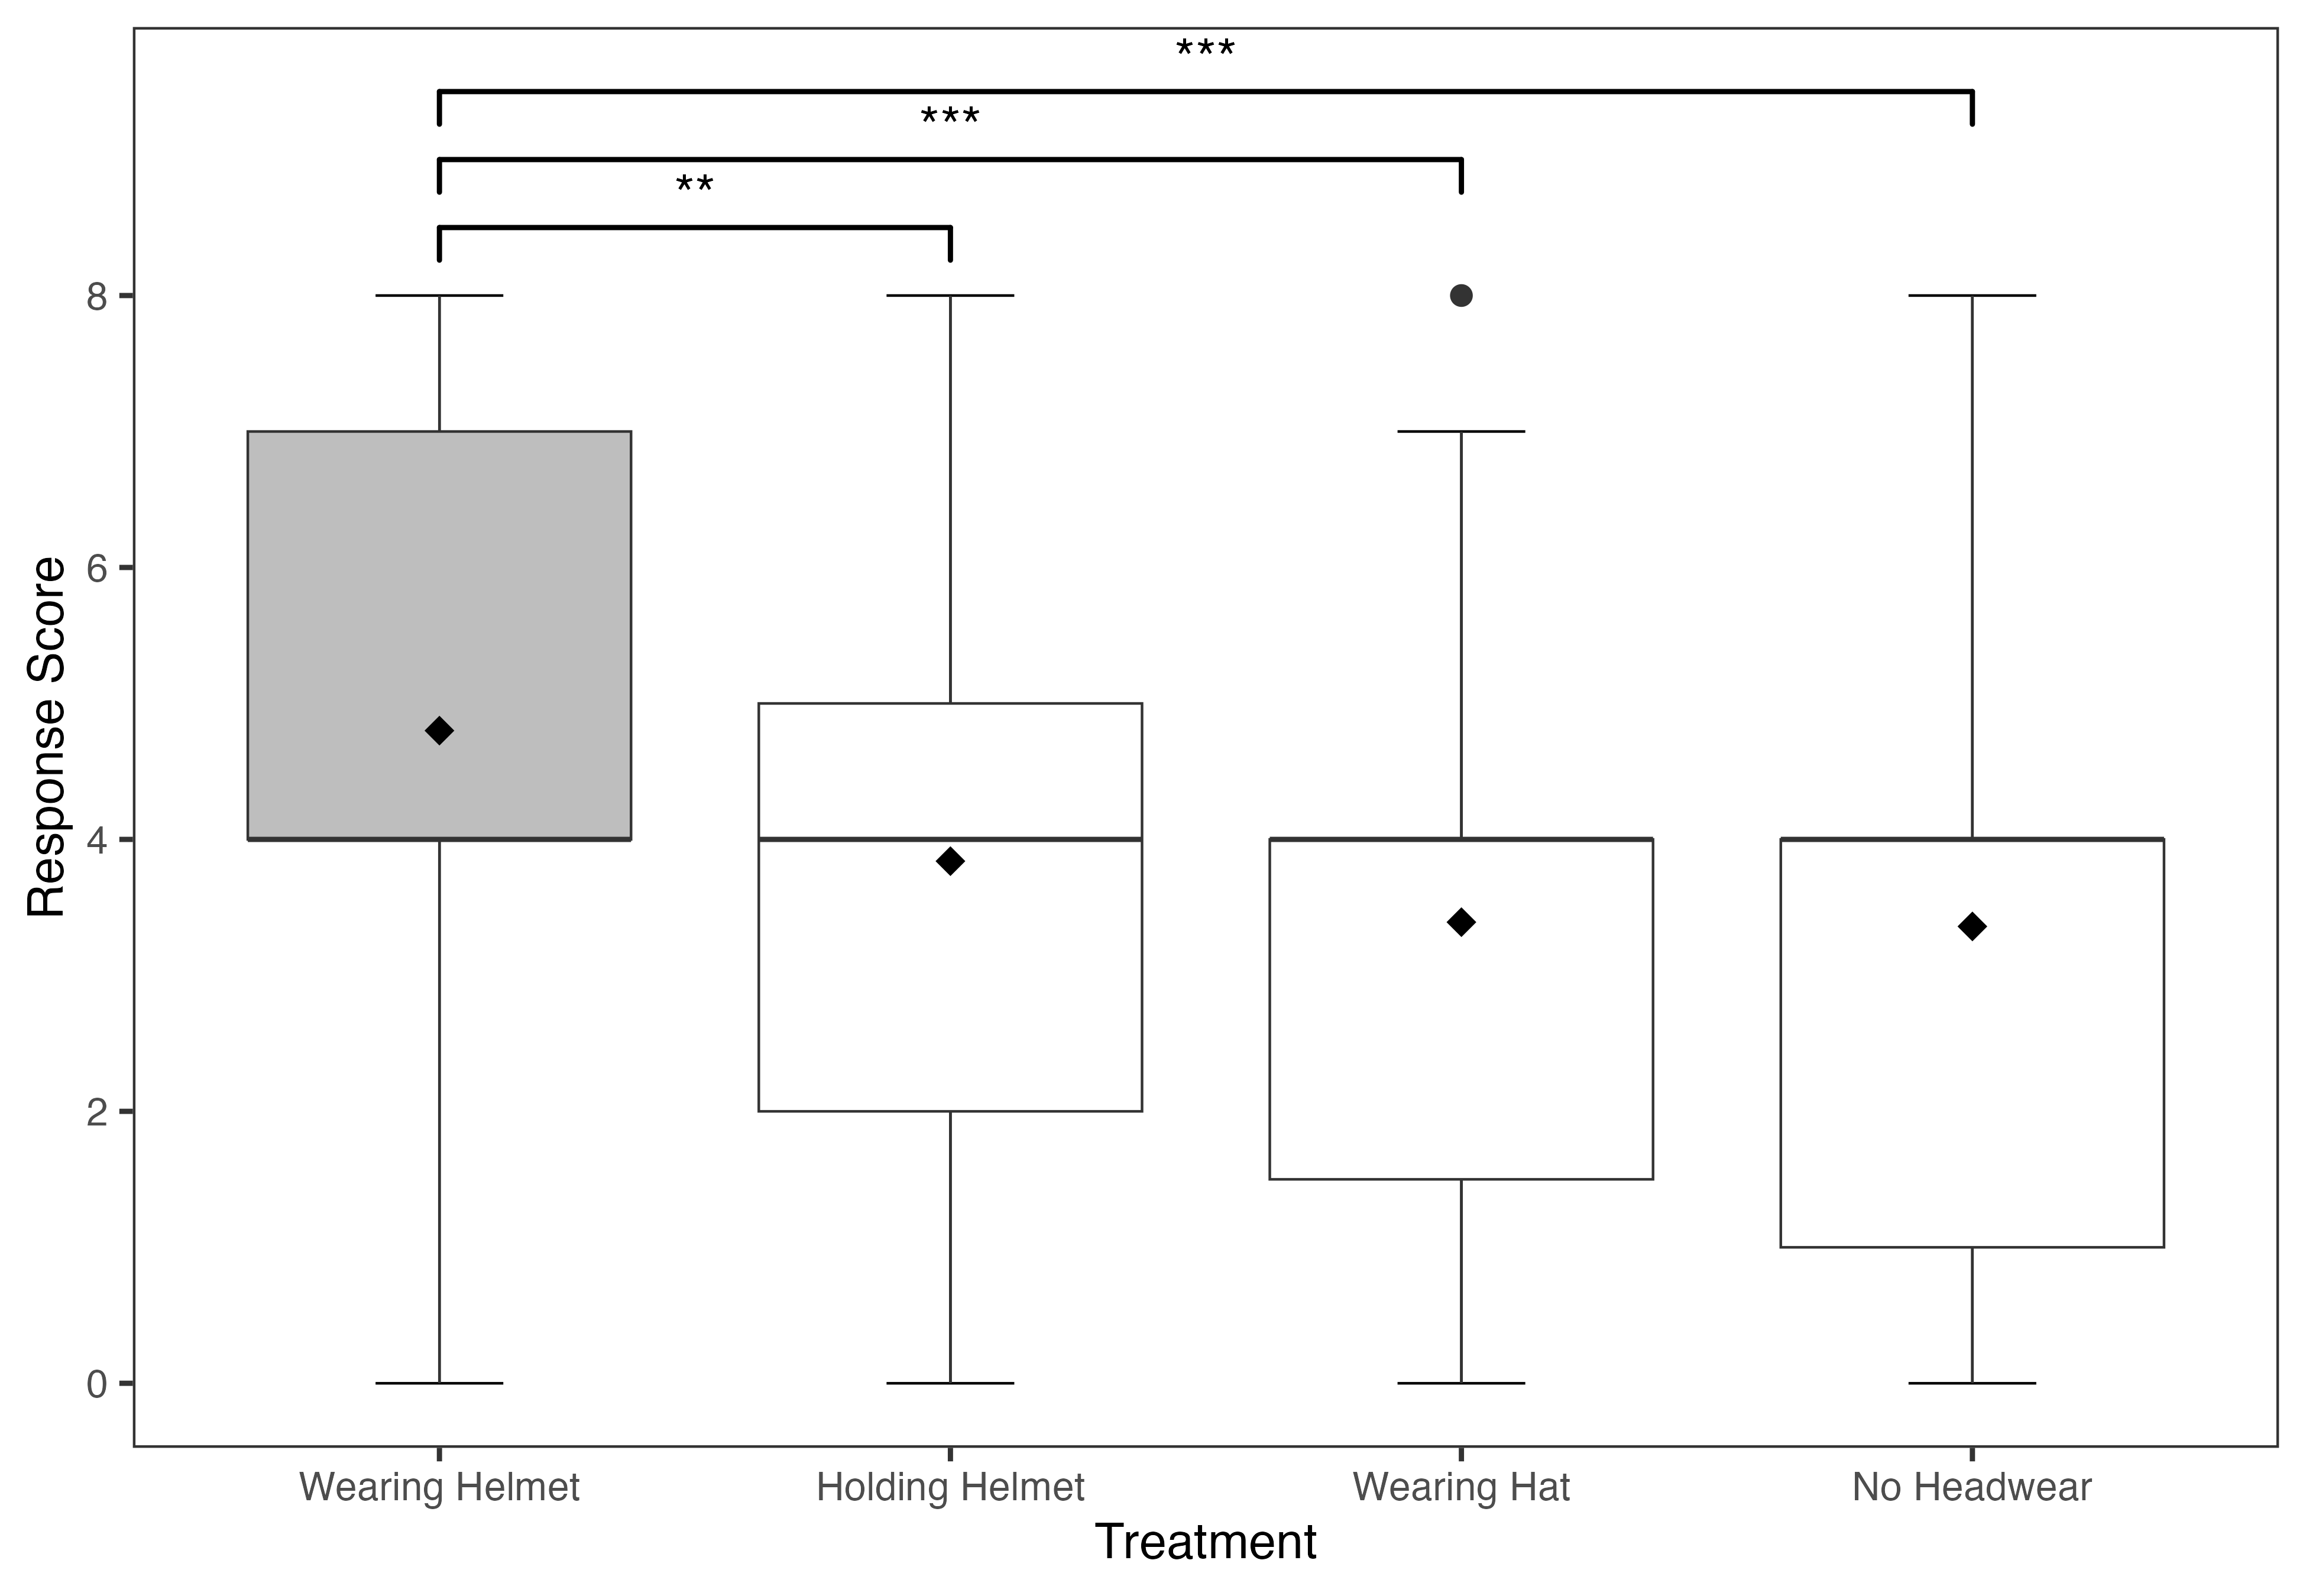 ***
***
**
8
6
4
2
0
Response Score
Wearing Helmet Holding Helmet Wearing Hat No Headwear
Treatment